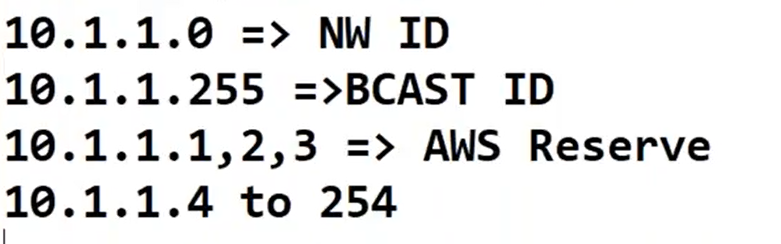 10.1.1.0 => NW ID
10.1.1.255 =>BCAST ID
10.1.1.1,2,3 => AWS Reserve
10.1.1.4 to 254